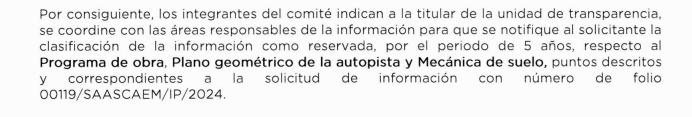 Por consiguiente, los integrantes del comité indican a la titular de la unidad de transparencia,
se coordine con las áreas responsables de la información para que se notifique al solicitante la
clasificación de la información como reservada, por el periodo de 5 años, respecto al
Programa de obra, Plano geométrico de la autopista y Mecánica de suelo, puntos descritos
y correspondientes a la solicitud de información con número de folio
00119/SAASCAEM/IP/2024.